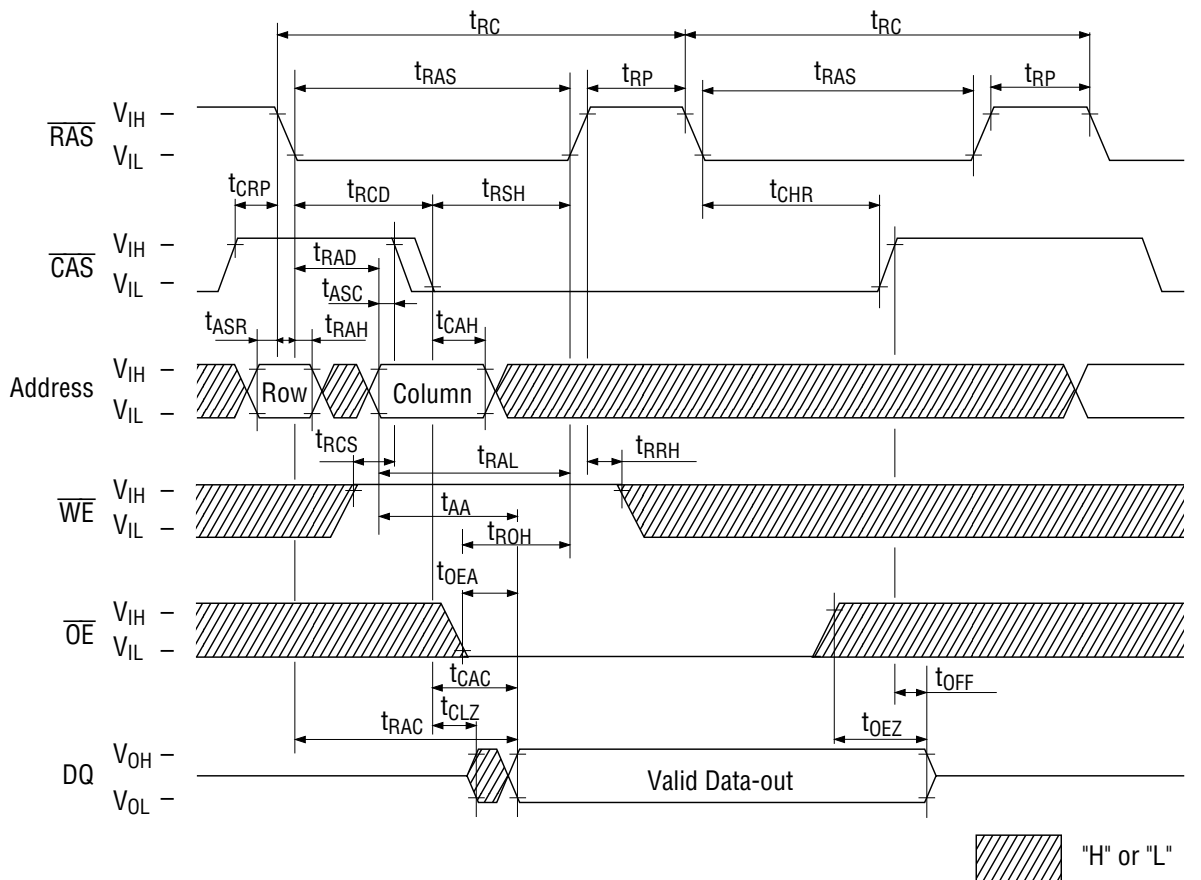 tRC tRC
tRAS tRP tRAS tRP
RAS VIH –
VIL –
tCRP tRCD tRSH tCHR
CAS VIH –
VIL –
tRAD
tASC
tASR tRAH tCAH
Address VIH –
VIL –
Row Column
tRCS tRAL tRRH
WE VIH –
VIL –
tAA
tROH
tOEA
OE VIH –
VIL –
tCAC tOFF
tCLZ
tRAC tOEZ
DQ VOH –
VOL –
Valid Data-out
"H" or "L"